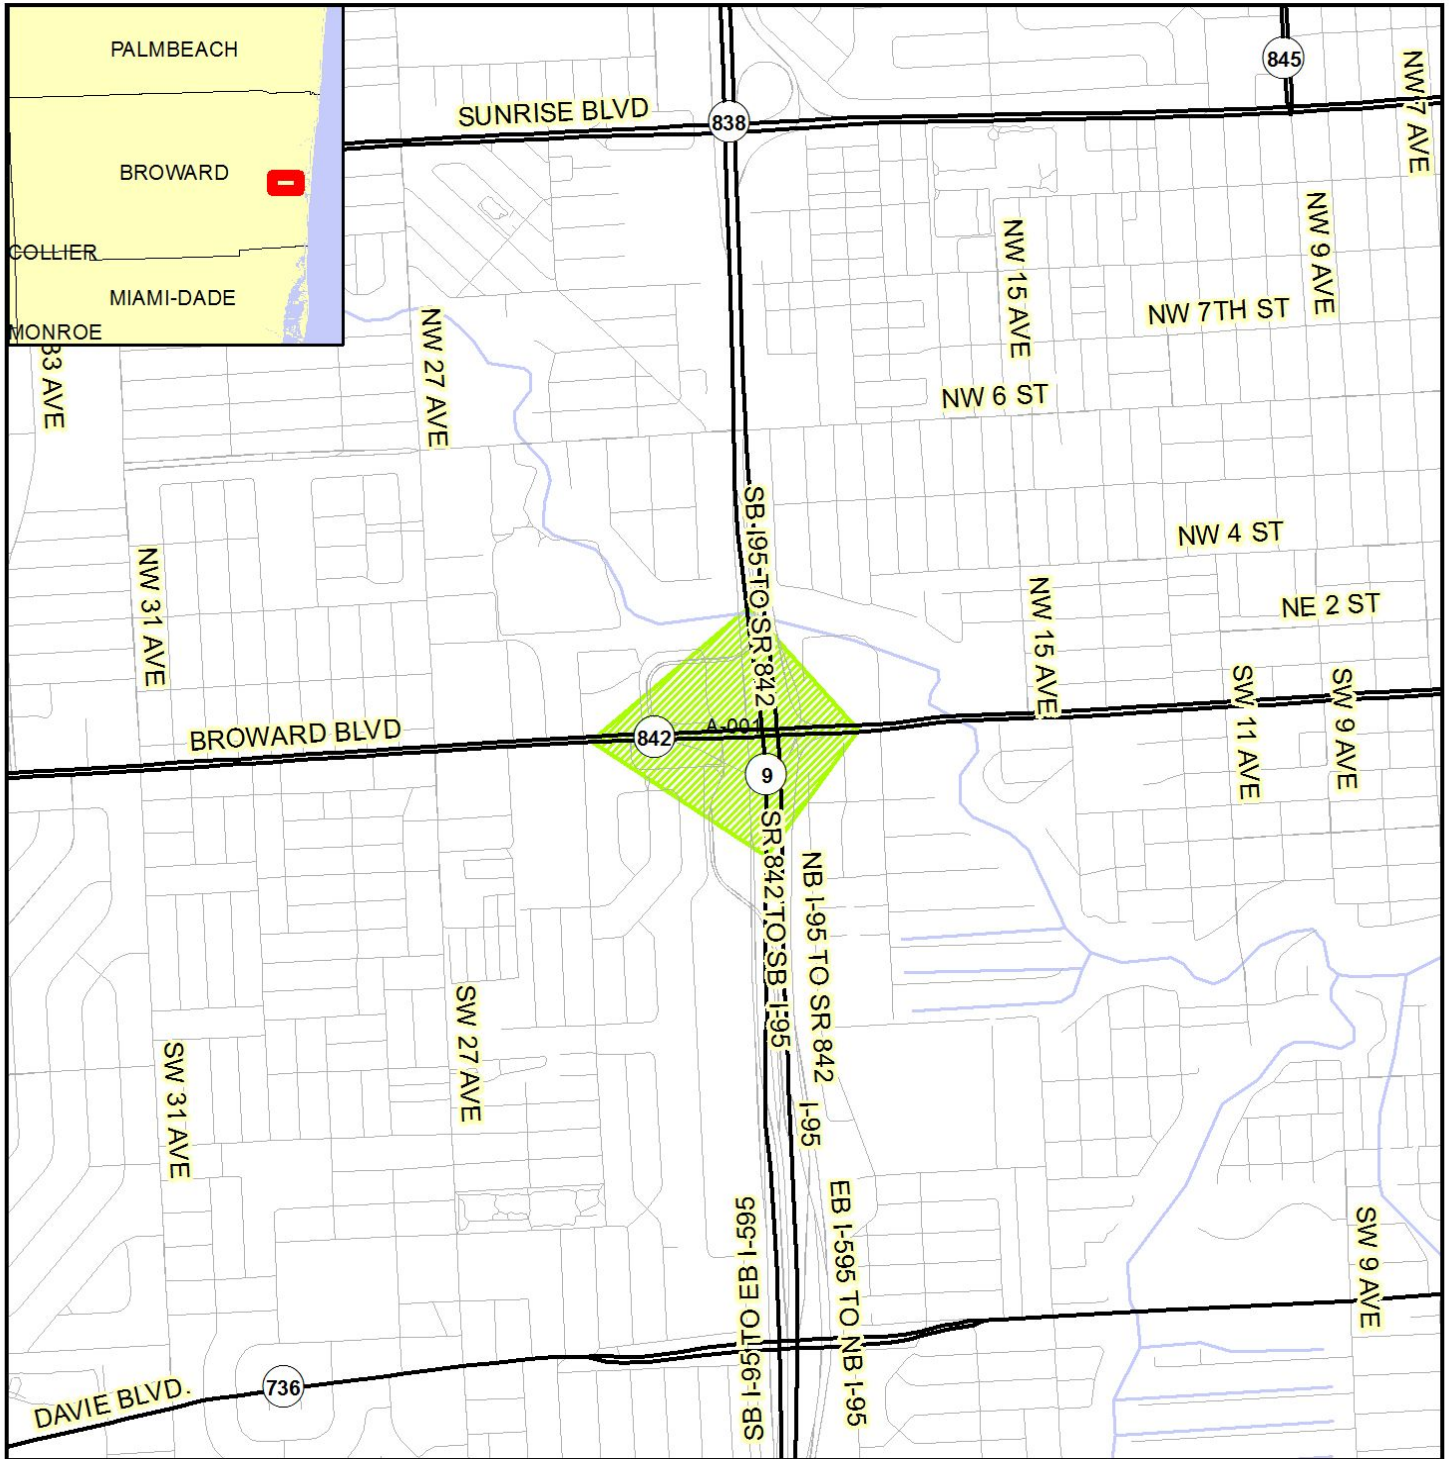 PALMBEACH
BROWARD
COLLIER
MIAMI-DADE
MONROE
SUNRISE BLVD
838
845
NW 7 AVE
NW 9 AVE
NW 15 AVE
NW 7TH ST
NW 6 ST
33 AVE
NW 27 AVE
SB I95 TO SR 842
NW 4 ST
NE 2 ST
NW 31 AVE
NW 15 AVE
SW 11 AVE
SW 9 AVE
BROWARD BLVD
842
A-001
9
SR 842 TO SB I-95
NB I-95 TO SR 842
SW 27 AVE
SW 31 AVE
I-95
SB I-95 TO EB I-595
EB I-595 TO NB I-95
SW 9 AVE
736
DAVIE BLVD.